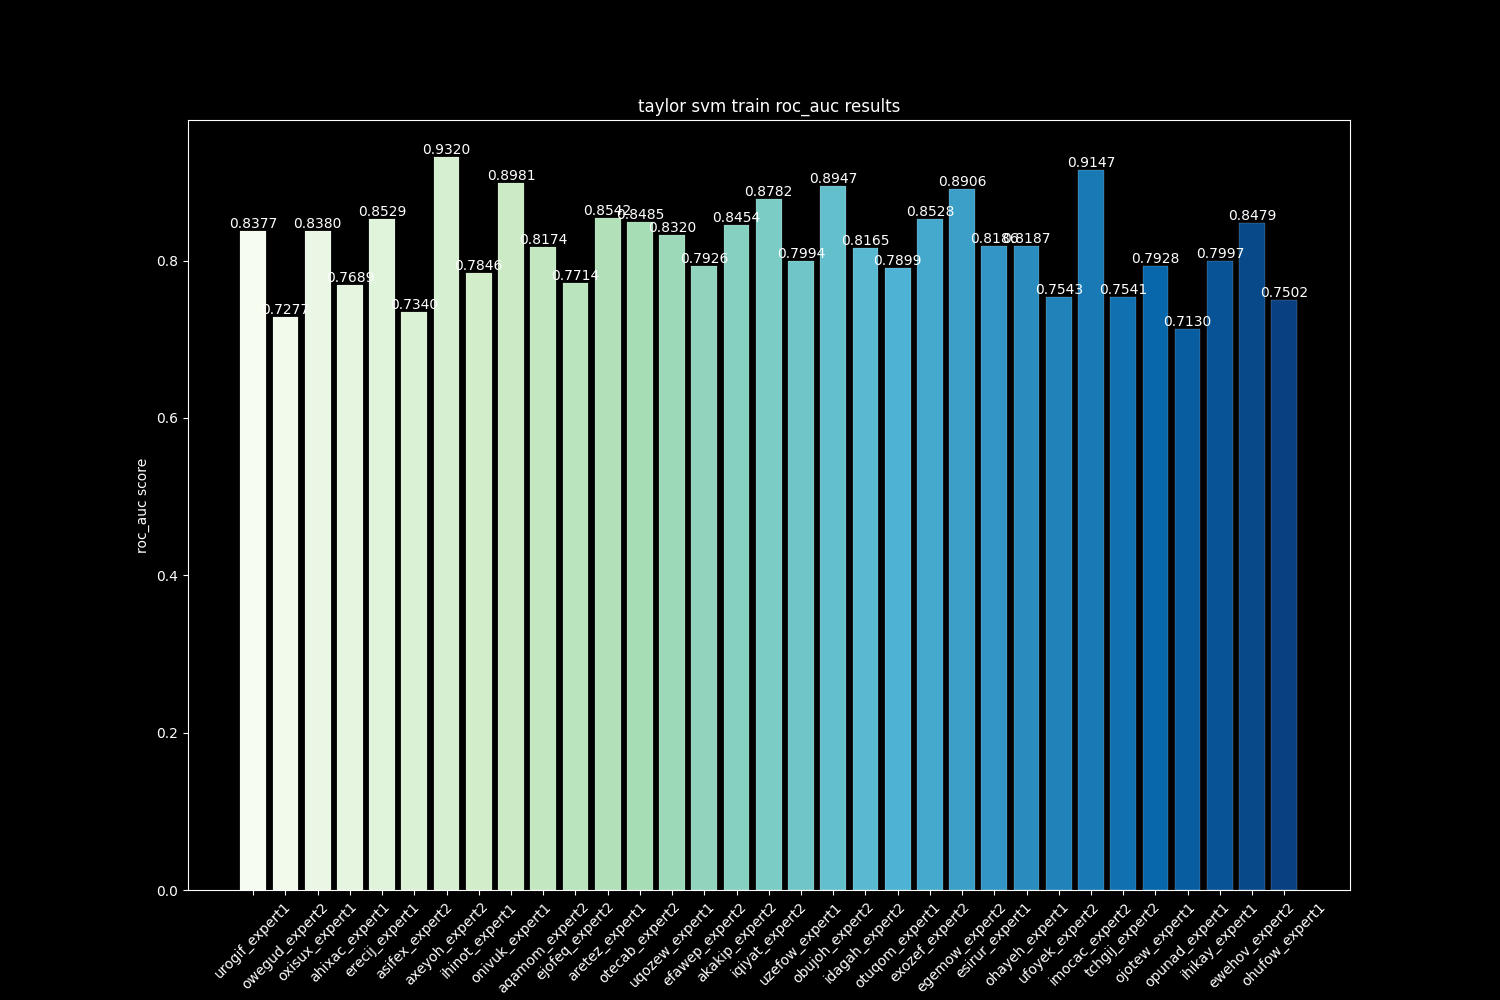 taylor svm train roc_auc results
0.9320
0.9147
0.8981
0.8947
0.8906
0.8782
0.8542
0.8485
0.8529
0.8528
0.8479
0.8454
0.8377
0.8380
0.8320
0.8174
0.8165
0.8186
0.8187
0.7994
0.7997
0.7926
0.7928
0.7899
0.7846
0.7714
0.7689
0.7543
0.7541
0.7502
0.7340
0.7277
0.7130
0.8
0.6
0.4
0.2
0.0
roc_auc score
urogif_expert1
owegud_expert2
oxisux_expert1
ahixac_expert1
erecij_expert1
asifex_expert2
axeyoh_expert2
ihinot_expert1
onivuk_expert1
aqamom_expert2
ejofeq_expert2
aretez_expert1
otecab_expert2
uqozew_expert1
efawep_expert2
akakip_expert2
iqjyat_expert2
uzefow_expert1
obujoh_expert2
idagah_expert2
otuqom_expert1
exozef_expert2
egemow_expert2
esirur_expert1
ohayeh_expert1
ufoyek_expert2
imocac_expert2
tchgjj_expert2
ojotew_expert1
opunad_expert1
ihikay_expert1
ewehov_expert2
ohufow_expert1